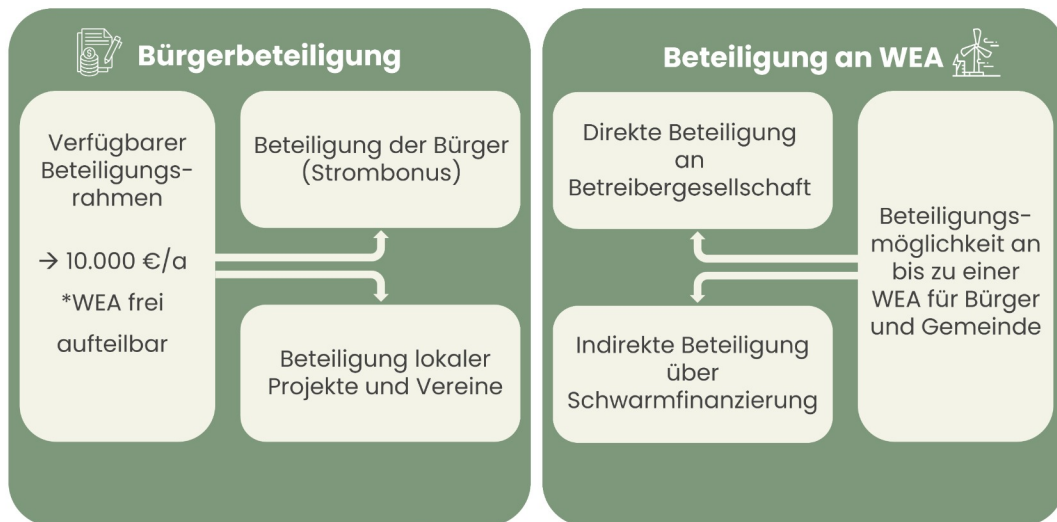 Bürgerbeteiligung
Verfügbarer
Beteiligungs-
rahmen
→ 10.000 €/a
*WEA frei
aufteilbar
Beteiligung der Bürger
(Strombonus)
Beteiligung lokaler
Projekte und Vereine
Beteiligung an WEA
Direkte Beteiligung
an
Betreibergesellschaft
Indirekte Beteiligung
über
Schwarmfinanzierung
Beteiligungs-
möglichkeit an
bis zu einer
WEA für Bürger
und Gemeinde